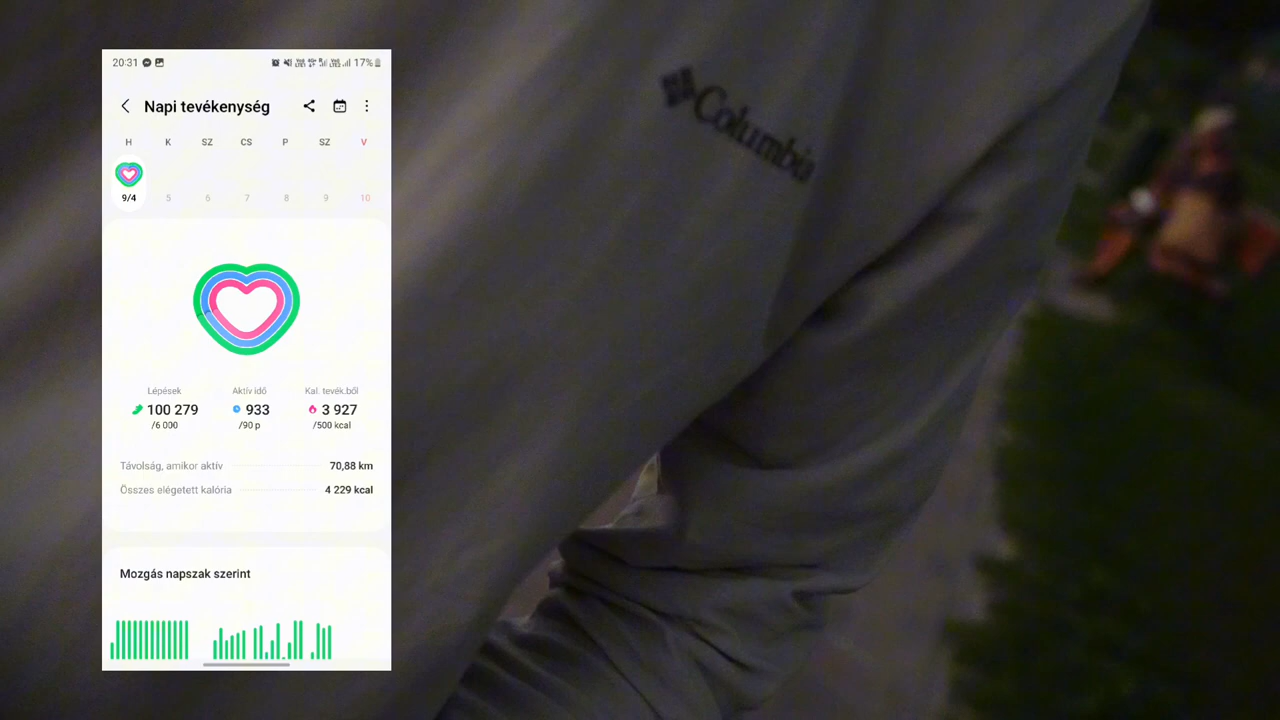 20:31
17%
Napi tevékenység
H K SZ CS P SZ V
9/4 5 6 7 8 9 10
Lépések Aktív idő Kal. tevék.ből
100 279 933 3 927
/6 000 /90 p /500 kcal
Távolság, amikor aktív 70,88 km
Összes elégetett kalória 4 229 kcal
Mozgás napszak szerint
Columbia